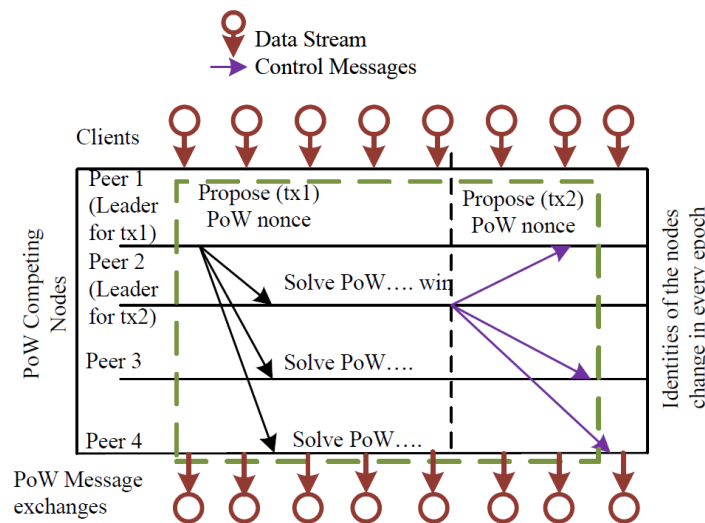 Data Stream
Control Messages
Clients
Peer 1
(Leader
for tx1)
Propose (tx1)
PoW nonce
Propose (tx2)
PoW nonce
Peer 2
(Leader
for tx2)
Solve PoW…. win
Peer 3
Solve PoW….
Peer 4
Solve PoW….
PoW Competing
Nodes
Identities of the nodes
change in every epoch
PoW Message
exchanges